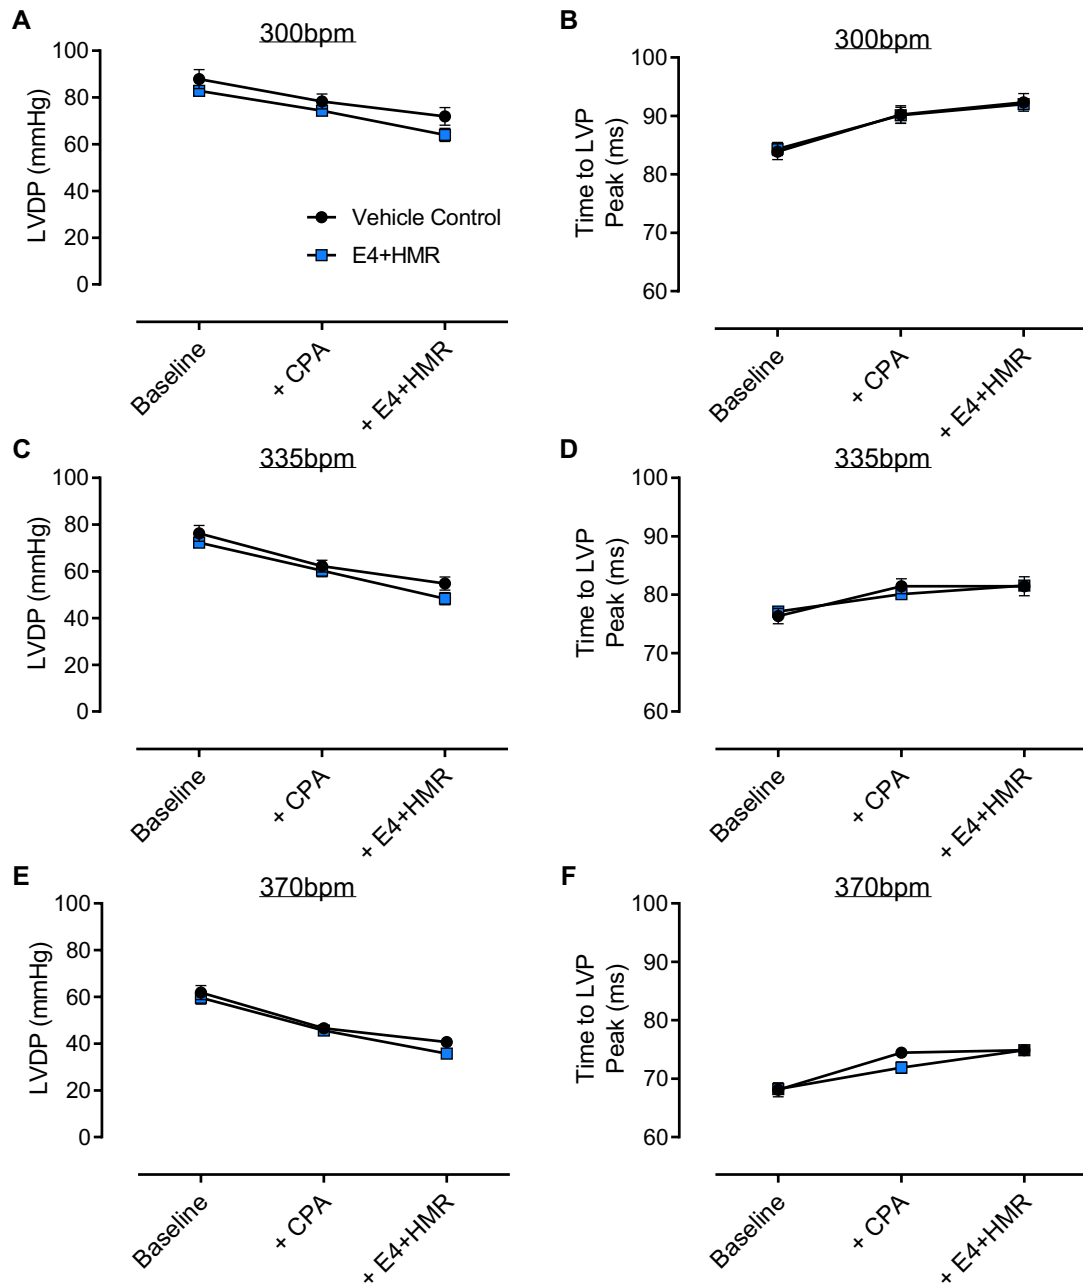 A
300bpm
100
80
60
40
20
0
LVDP (mmHg)
Vehicle Control
E4+HMR
Baseline
+ CPA
+ E4+HMR
B
300bpm
100
90
80
70
60
Time to LVP
Peak (ms)
Baseline
+ CPA
+ E4+HMR
C
335bpm
100
80
60
40
20
0
LVDP (mmHg)
Baseline
+ CPA
+ E4+HMR
D
335bpm
100
90
80
70
60
Time to LVP
Peak (ms)
Baseline
+ CPA
+ E4+HMR
E
370bpm
100
80
60
40
20
0
LVDP (mmHg)
Baseline
+ CPA
+ E4+HMR
F
370bpm
100
90
80
70
60
Time to LVP
Peak (ms)
Baseline
+ CPA
+ E4+HMR